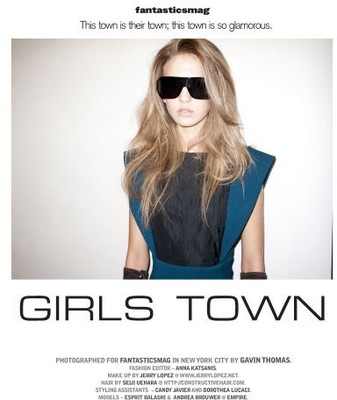 fantasticsmag
This town is their town; this town is so glamorous.
GIRLS TOWN
PHOTOGRAPHED FOR FANTASTICSMAG IN NEW YORK CITY BY GAVIN THOMAS.
FASHION EDITOR - ANNA KATSANIS.
MAKE UP BY JERRY LOPEZ @ WWW.JERRYLOPEZ.NET.
HAIR BY SEIJI UEHARA @ HTTP://CONSTRUCTIVEHAIR.COM.
STYLING ASSISTANTS - CANDY JAVIER AND DOROTHEA LUCACI.
MODELS - ESPRIT BALASHI & ANDREA BROUWER @ EMPIRE.